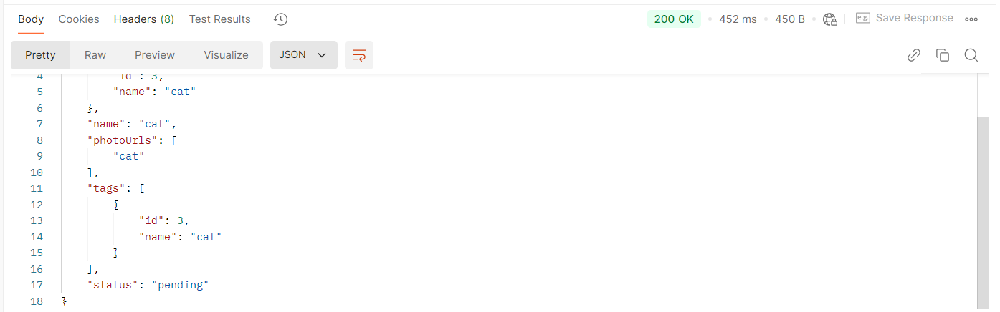 Body Cookies Headers (8) Test Results 200 OK • 452 ms • 450 B • e.g. Save Response
Pretty Raw Preview Visualize JSON
4 "id": 3,
5 "name": "cat"
6 },
7 "name": "cat",
8 "photoUrls": [
9 "cat"
10 ],
11 "tags": [
12 {
13 "id": 3,
14 "name": "cat"
15 }
16 ],
17 "status": "pending"
18 }